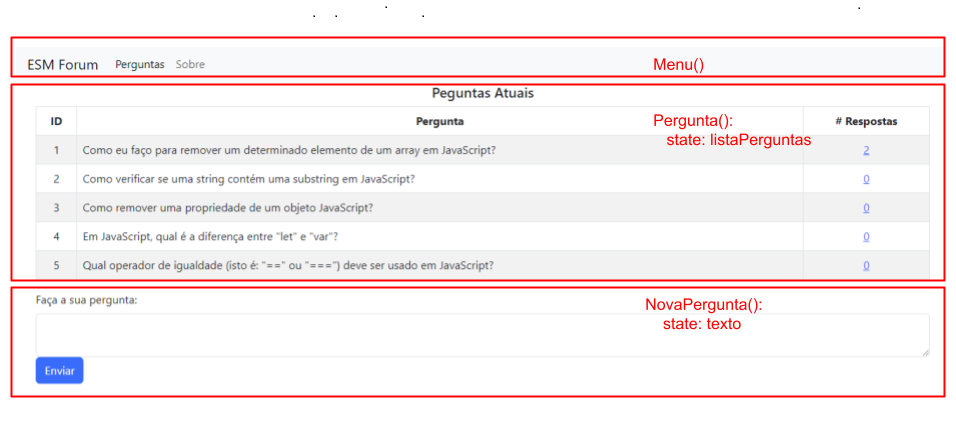 ESM Forum Perguntas Sobre Menu()
Peguntas Atuais
ID Pergunta # Respostas
Pergunta():
state: listaPerguntas
1 Como eu faço para remover um determinado elemento de um array em JavaScript? 2
2 Como verificar se uma string contém uma substring em JavaScript? 0
3 Como remover uma propriedade de um objeto JavaScript? 0
4 Em JavaScript, qual é a diferença entre "let" e "var"? 0
5 Qual operador de igualdade (isto é: "==" ou "===") deve ser usado em JavaScript? 0
Faça a sua pergunta:
NovaPergunta():
state: texto
Enviar